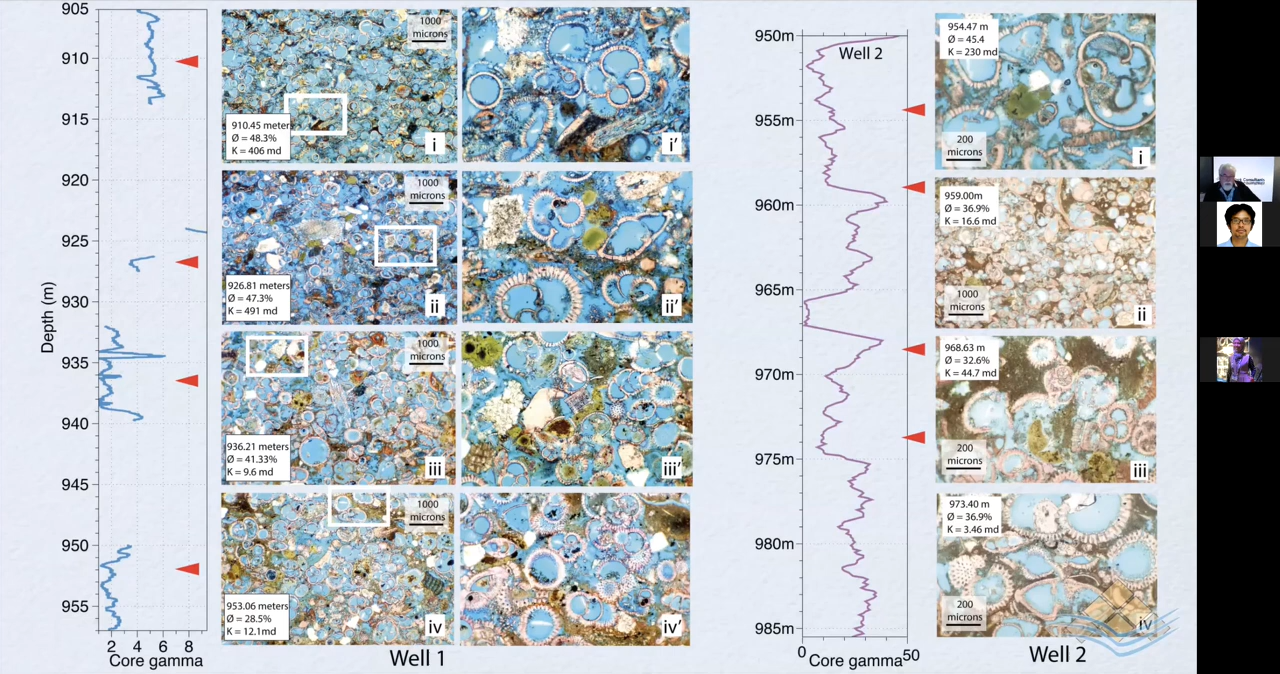 905
910
915
920
925
930
935
940
945
950
955
Depth (m)
2 4 6 8
Core gamma
1000
microns
910.45 meters
Ø = 48.3%
K = 406 md
i
i'
1000
microns
926.81 meters
Ø = 47.3%
K = 491 md
ii
ii'
1000
microns
936.21 meters
Ø = 41.33%
K = 9.6 md
iii
iii'
1000
microns
953.06 meters
Ø = 28.5%
K = 12.1md
iv
iv'
Well 1
950m
955m
960m
965m
970m
975m
980m
985m
Well 2
0 Core gamma 50
954.47 m
Ø = 45.4
K = 230 md
200
microns
i
959.00m
Ø = 36.9%
K = 16.6 md
1000
microns
ii
968.63 m
Ø = 32.6%
K = 44.7 md
200
microns
iii
973.40 m
Ø = 36.9%
K = 3.46 md
200
microns
iv
Well 2